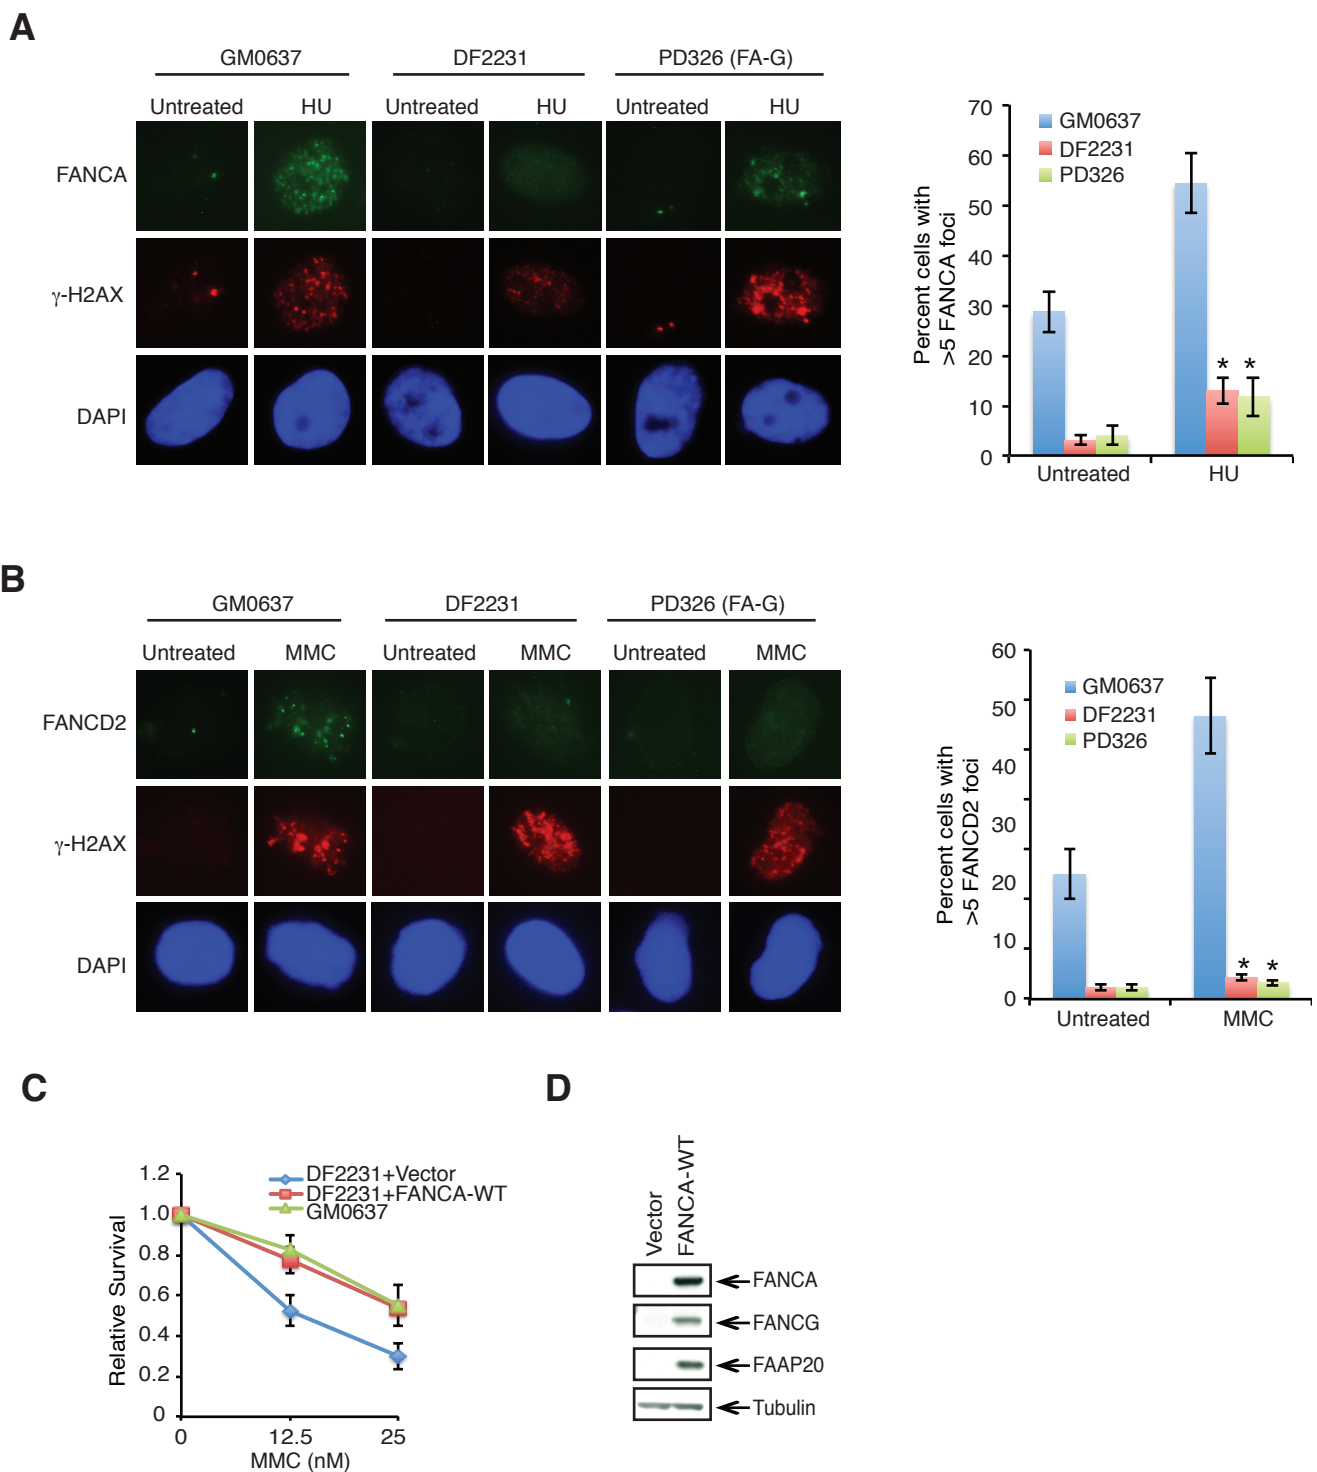 A
GM0637 DF2231 PD326 (FA-G)
Untreated HU Untreated HU Untreated HU
FANCA
γ-H2AX
DAPI
Percent cells with
>5 FANCA foci
70
60
50
40
30
20
10
0
GM0637
DF2231
PD326
* *
Untreated HU
B
GM0637 DF2231 PD326 (FA-G)
Untreated MMC Untreated MMC Untreated MMC
FANCD2
γ-H2AX
DAPI
Percent cells with
>5 FANCD2 foci
60
50
40
30
20
10
0
GM0637
DF2231
PD326
* *
Untreated MMC
C
Relative Survival
1.2
1.0
0.8
0.6
0.4
0.2
0
DF2231+Vector
DF2231+FANCA-WT
GM0637
0 12.5 25
MMC (nM)
D
Vector
FANCA-WT
FANCA
FANCG
FAAP20
Tubulin